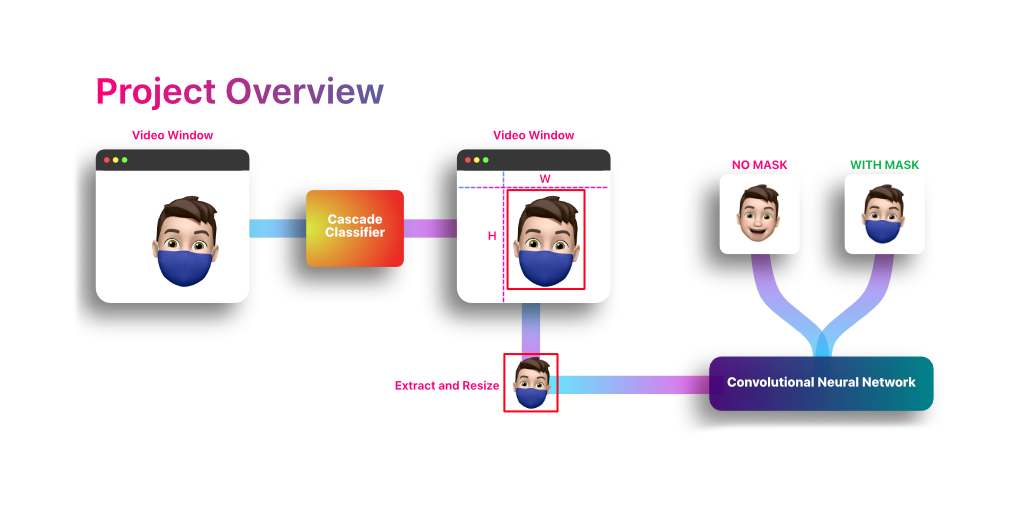 Project Overview
Video Window
Video Window
W
H
NO MASK
WITH MASK
Cascade
Classifier
Extract and Resize
Convolutional Neural Network